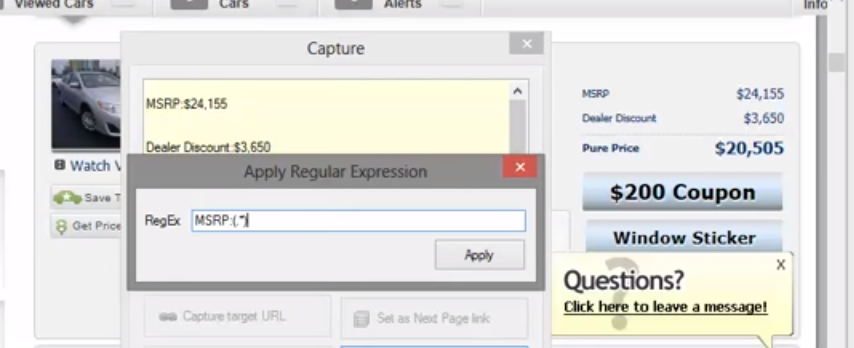 Viewed Cars
Cars
Alerts
Info
Capture
MSRP:$24,155
Dealer Discount:$3,650
Apply Regular Expression
RegEx MSRP:(.*)
Apply
Capture target URL
Set as Next Page link
Watch V
Save T
Get Price
MSRP $24,155
Dealer Discount $3,650
Pure Price $20,505
$200 Coupon
Window Sticker
X
Questions?
Click here to leave a message!